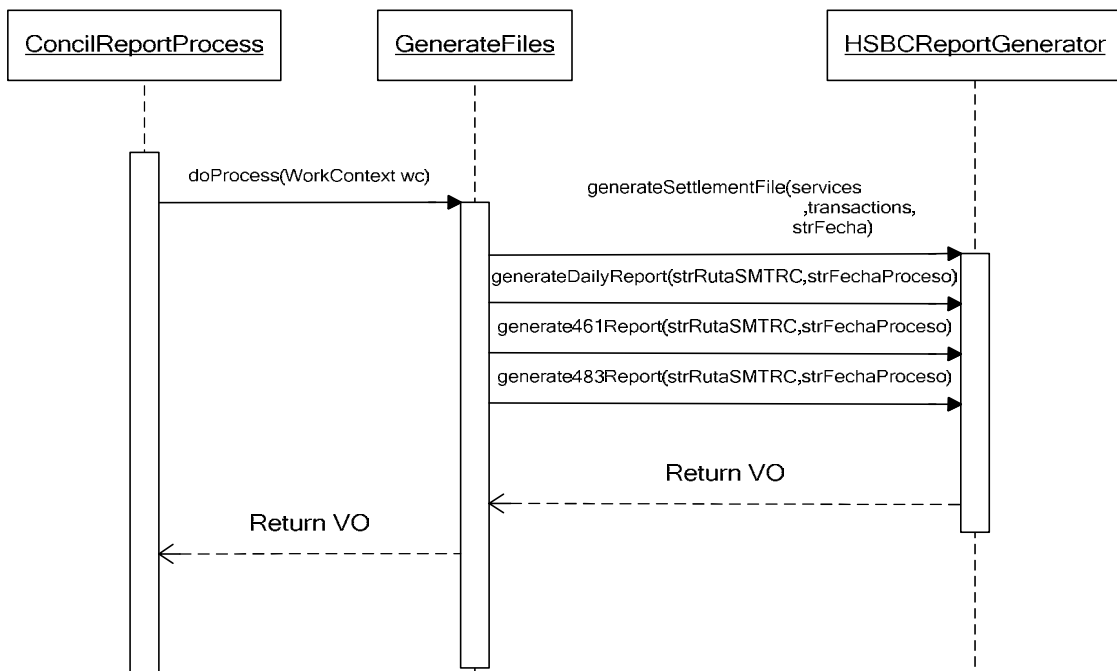 ConcilReportProcess
GenerateFiles
HSBCReportGenerator
doProcess(WorkContext wc)
generateSettlementFile(services
,transactions,
strFecha)
generateDailyReport(strRutaSMTRC,strFechaProceso)
generate461Report(strRutaSMTRC,strFechaProceso)
generate483Report(strRutaSMTRC,strFechaProceso)
Return VO
Return VO